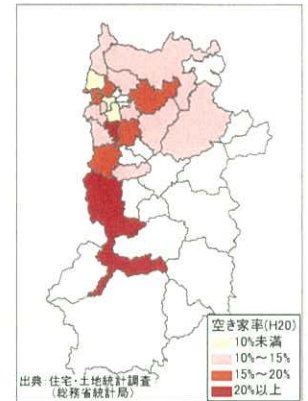 空き家率(H20)
10%未満
10%～15%
15%～20%
20%以上
出典：住宅・土地統計調査
(総務省統計局)